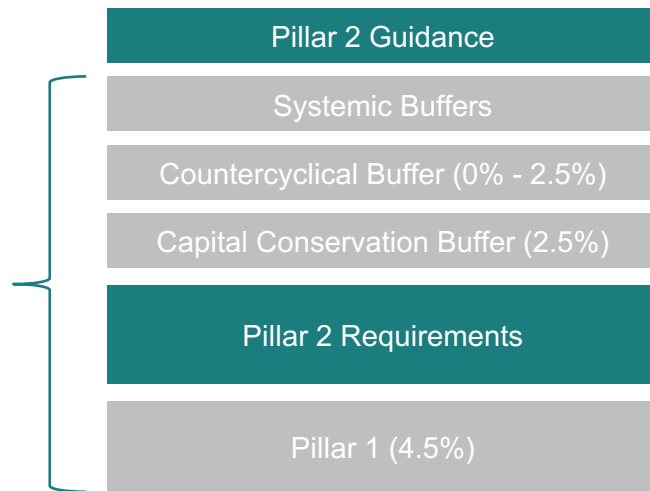 Pillar 2 Guidance
Systemic Buffers
Countercyclical Buffer (0% - 2.5%)
Capital Conservation Buffer (2.5%)
Pillar 2 Requirements
Pillar 1 (4.5%)